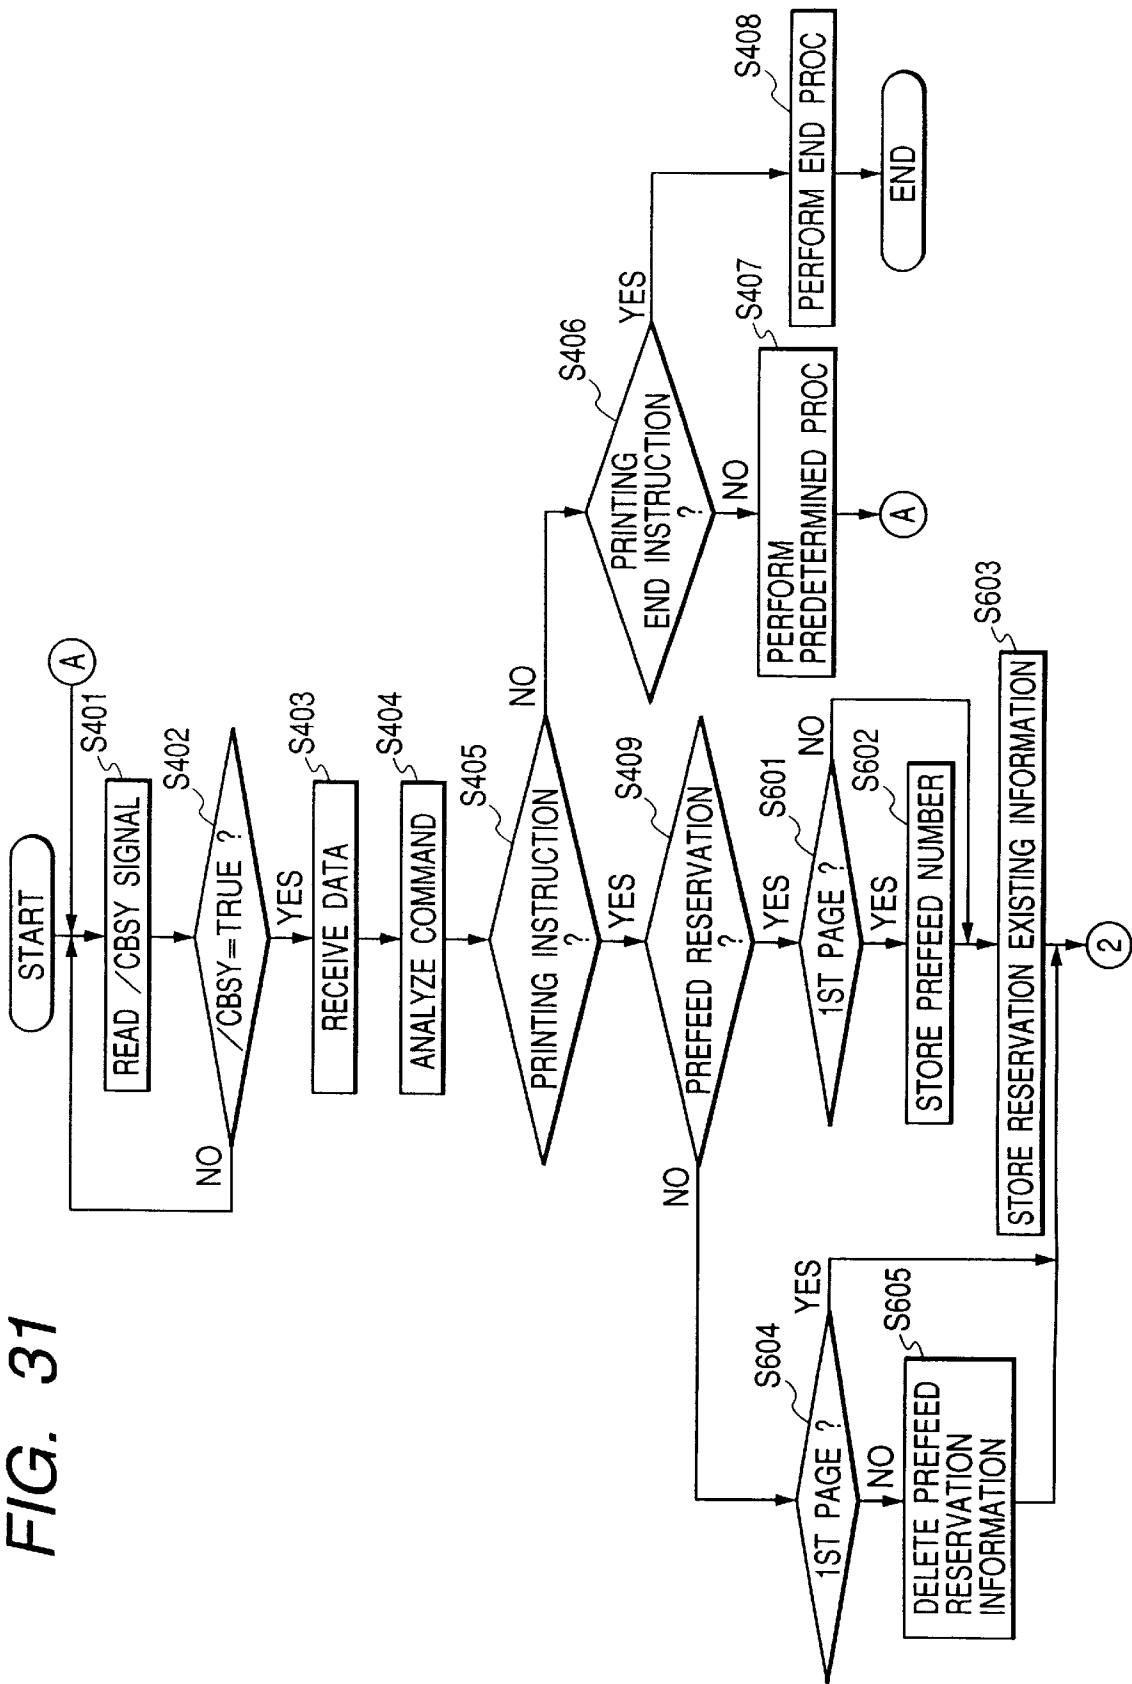 FIG. 31
START
A
READ /CBSY SIGNAL
S401
/CBSY=TRUE ?
S402
NO
YES
RECEIVE DATA
S403
ANALYZE COMMAND
S404
PRINTING INSTRUCTION
?
S405
NO
YES
PRINTING
END INSTRUCTION
?
S406
YES
NO
PERFORM
PREDETERMINED PROC
S407
A
PERFORM END PROC
S408
END
PREFEED RESERVATION
?
S409
NO
YES
1ST PAGE ?
S601
NO
YES
STORE PREFEED NUMBER
S602
STORE RESERVATION EXISTING INFORMATION
S603
1ST PAGE ?
S604
YES
NO
DELETE PREFEED
RESERVATION
INFORMATION
S605
2